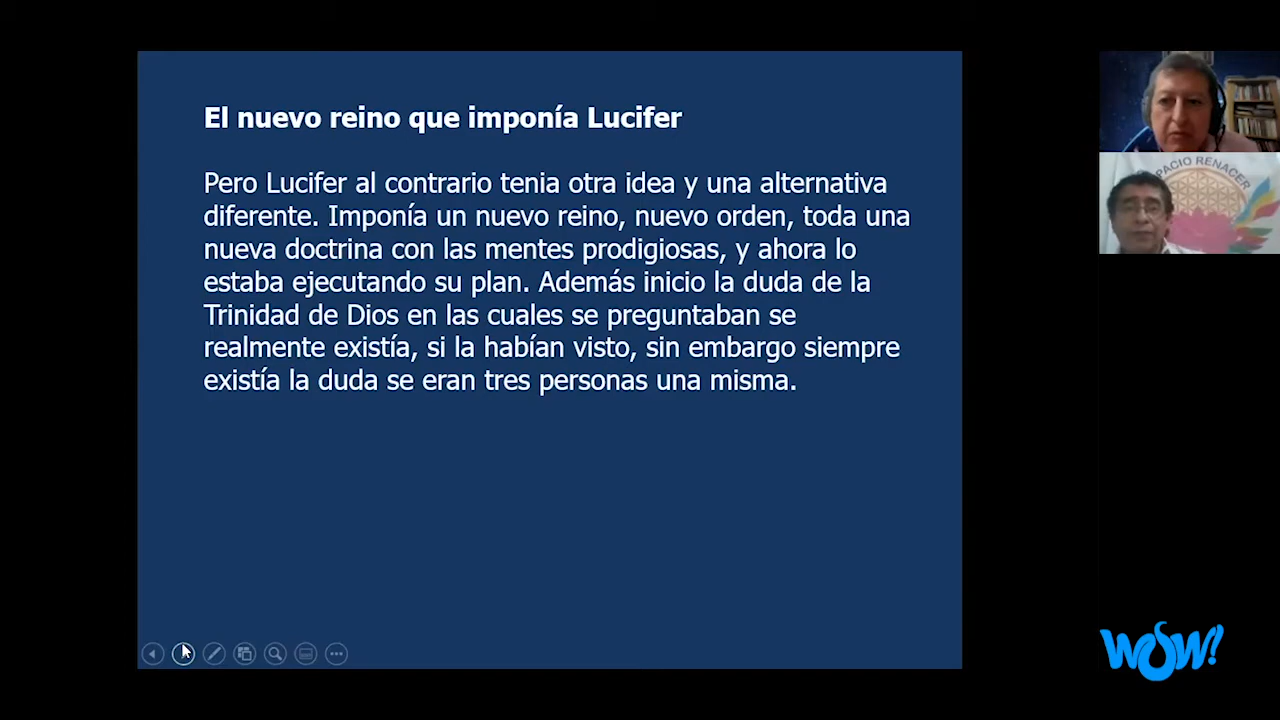 El nuevo reino que imponía Lucifer
Pero Lucifer al contrario tenia otra idea y una alternativa
diferente. Imponía un nuevo reino, nuevo orden, toda una
nueva doctrina con las mentes prodigiosas, y ahora lo
estaba ejecutando su plan. Además inicio la duda de la
Trinidad de Dios en las cuales se preguntaban se
realmente existía, si la habían visto, sin embargo siempre
existía la duda se eran tres personas una misma.
PACIO RENACER
WOW!